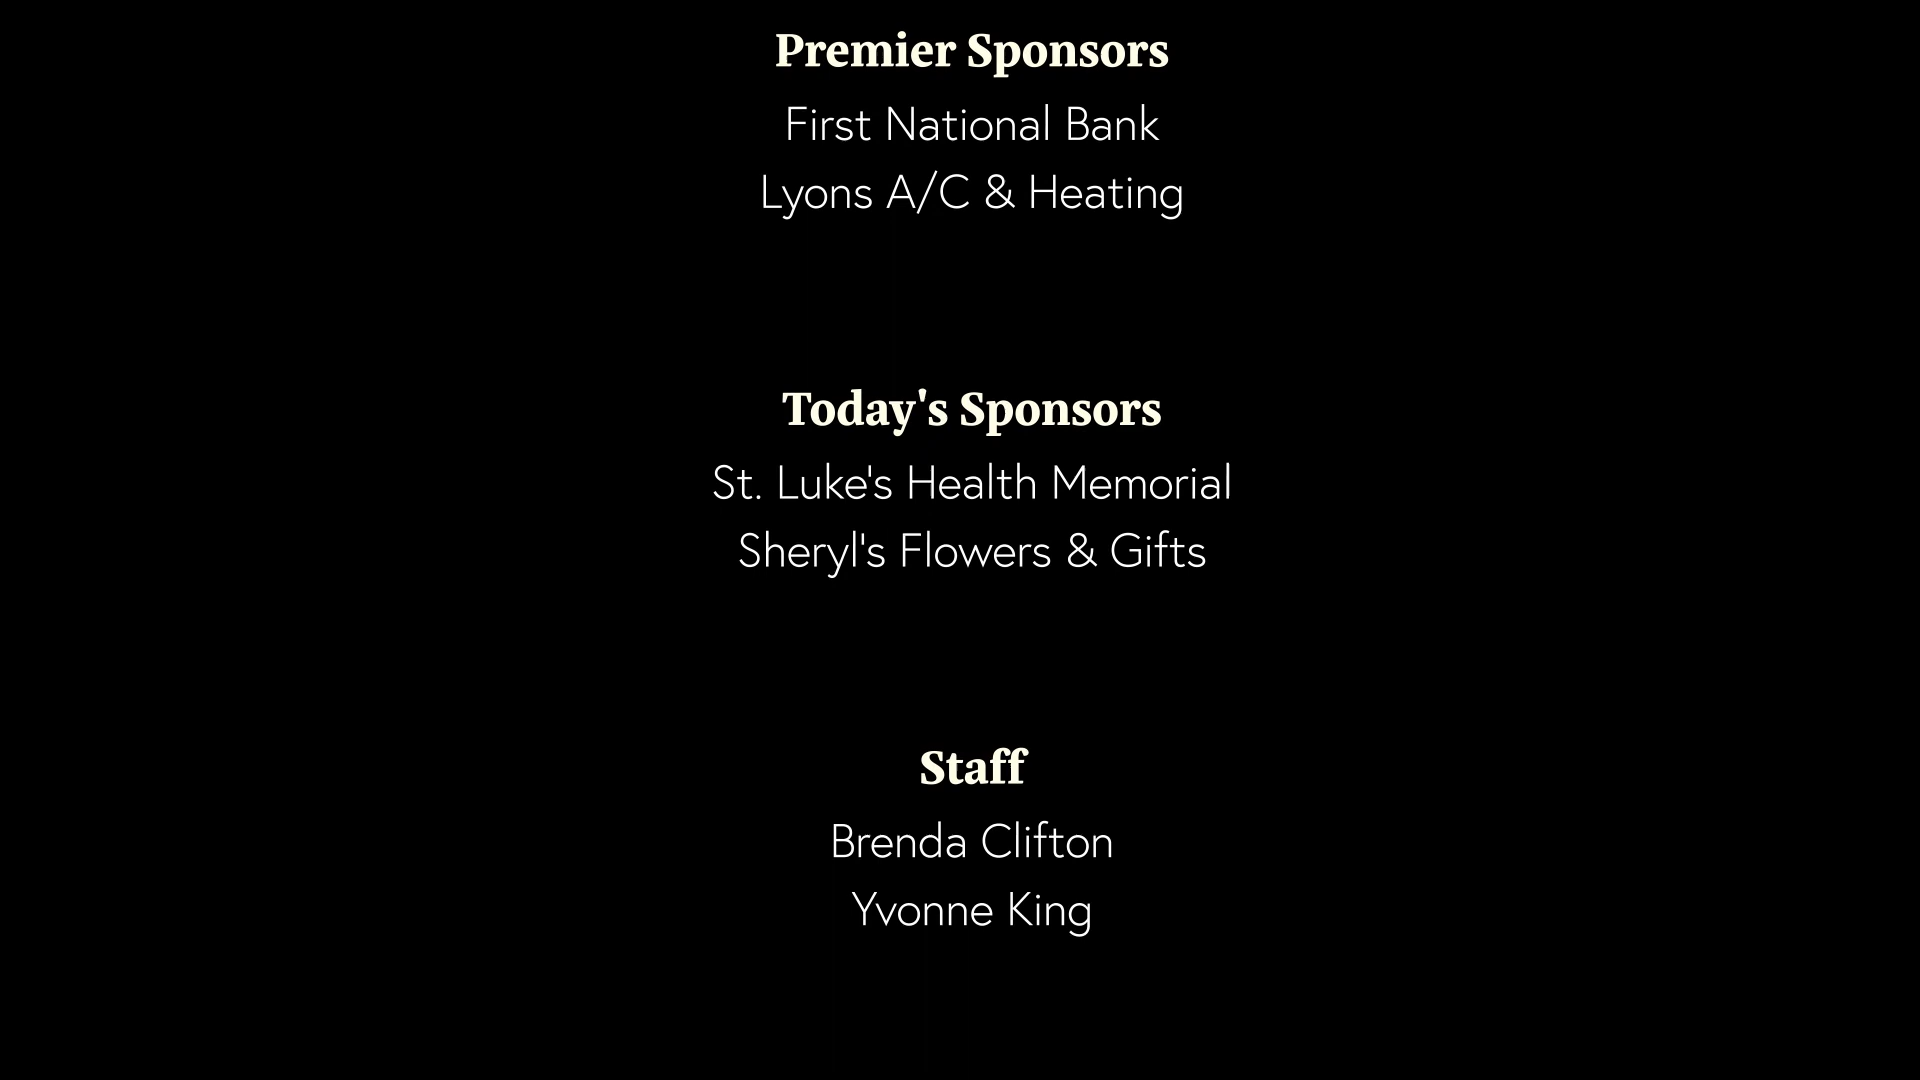 Premier Sponsors
First National Bank
Lyons A/C & Heating
Today's Sponsors
St. Luke's Health Memorial
Sheryl's Flowers & Gifts
Staff
Brenda Clifton
Yvonne King